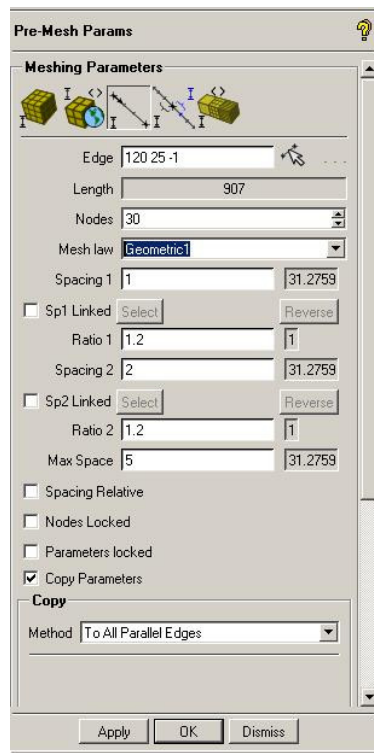 Pre-Mesh Params
Meshing Parameters
Edge 120 25 -1 ...
Length 907
Nodes 30
Mesh law Geometric1
Spacing 1 1 31.2759
Sp1 Linked Select Reverse
Ratio 1 1.2 1
Spacing 2 2 31.2759
Sp2 Linked Select Reverse
Ratio 2 1.2 1
Max Space 5 31.2759
Spacing Relative
Nodes Locked
Parameters locked
Copy Parameters
Copy
Method To All Parallel Edges
Apply OK Dismiss